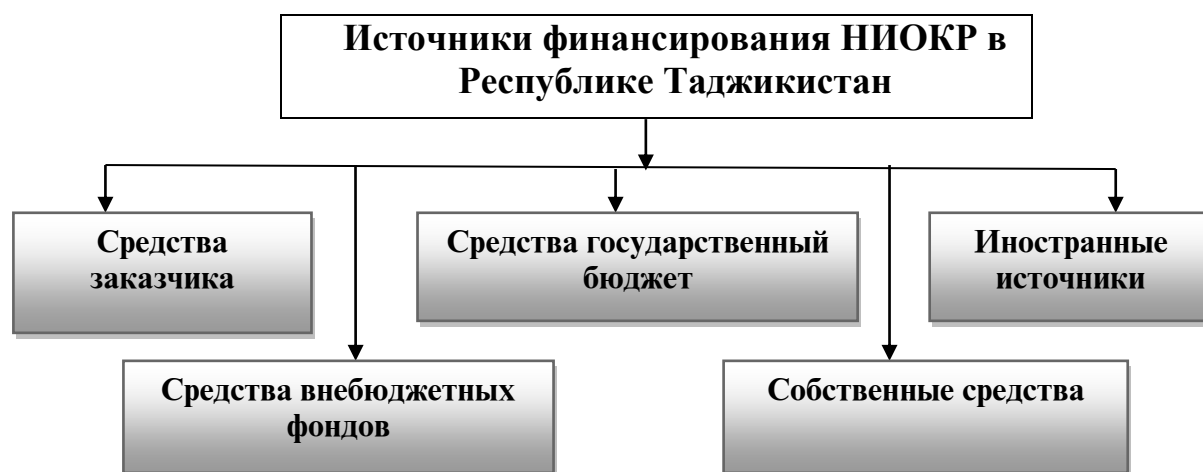 Источники финансирования НИОКР в
Республике Таджикистан
Средства
заказчика
Средства государственный
бюджет
Иностранные
источники
Средства внебюджетных
фондов
Собственные средства